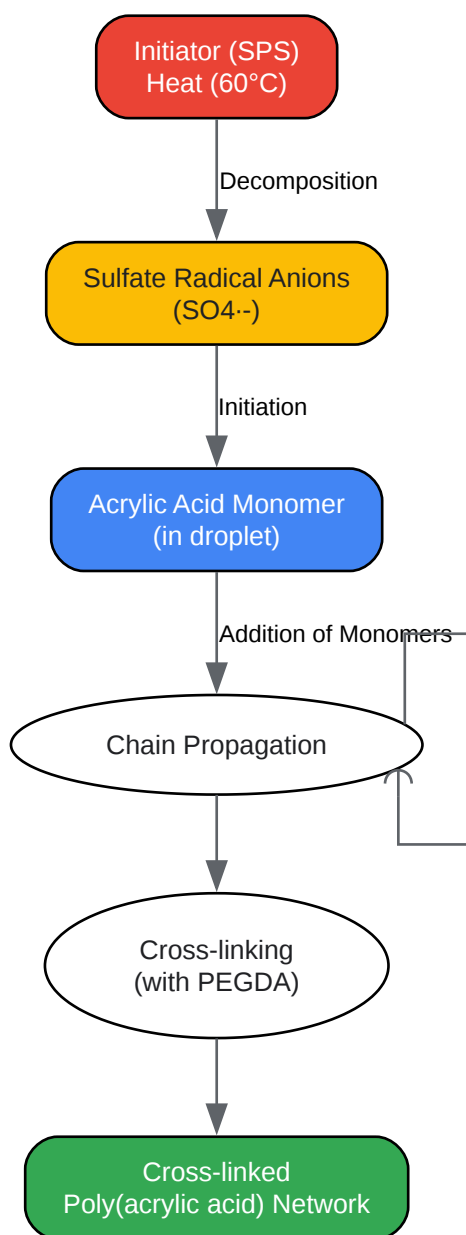 Initiator (SPS)
Heat (60°C)
Decomposition
Sulfate Radical Anions
(SO4·-)
Initiation
Acrylic Acid Monomer
(in droplet)
Addition of Monomers
Chain Propagation
Cross-linking
(with PEGDA)
Cross-linked
Poly(acrylic acid) Network